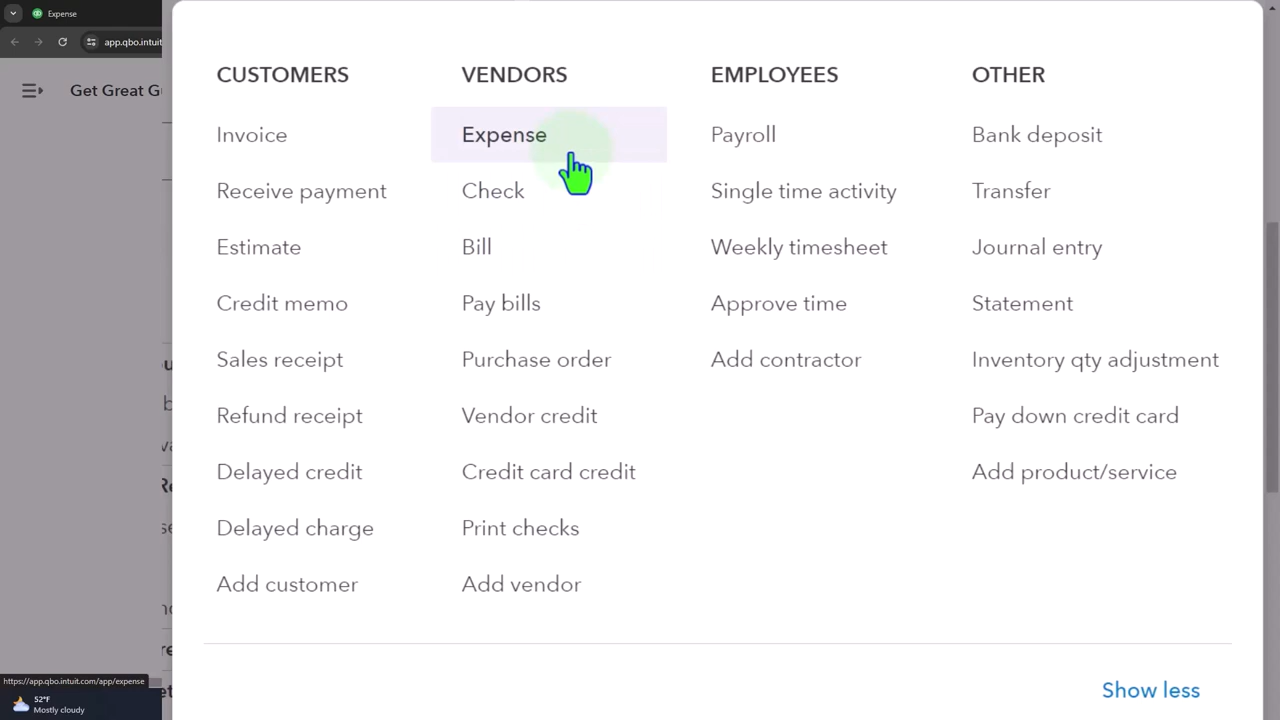 Expense
app.qbo.intuit
Get Great Gu
CUSTOMERS
Invoice
Receive payment
Estimate
Credit memo
Sales receipt
Refund receipt
Delayed credit
Delayed charge
Add customer
VENDORS
Expense
Check
Bill
Pay bills
Purchase order
Vendor credit
Credit card credit
Print checks
Add vendor
EMPLOYEES
Payroll
Single time activity
Weekly timesheet
Approve time
Add contractor
OTHER
Bank deposit
Transfer
Journal entry
Statement
Inventory qty adjustment
Pay down credit card
Add product/service
Show less
https://app.qbo.intuit.com/app/expense
52°F
Mostly cloudy